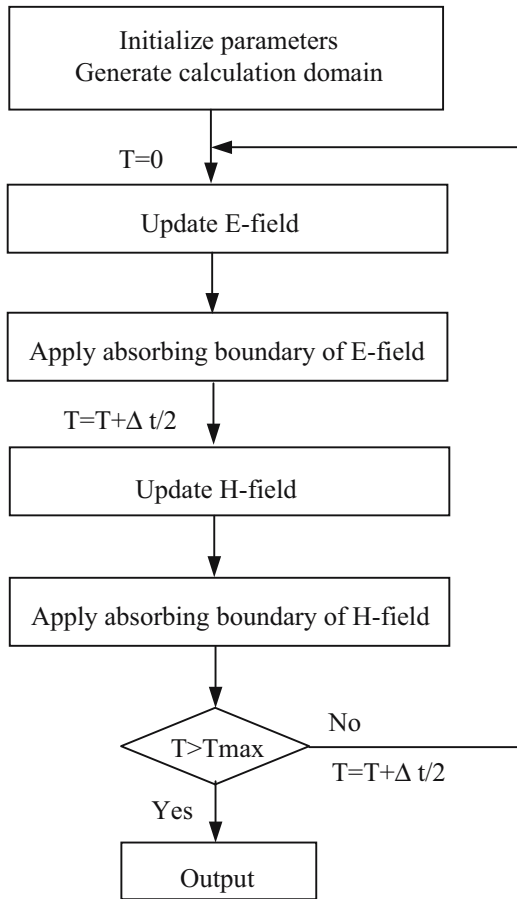 Initialize parameters
Generate calculation domain
T=0
Update E-field
Apply absorbing boundary of E-field
T=T+Δ t/2
Update H-field
Apply absorbing boundary of H-field
T>Tmax
No
T=T+Δ t/2
Yes
Output